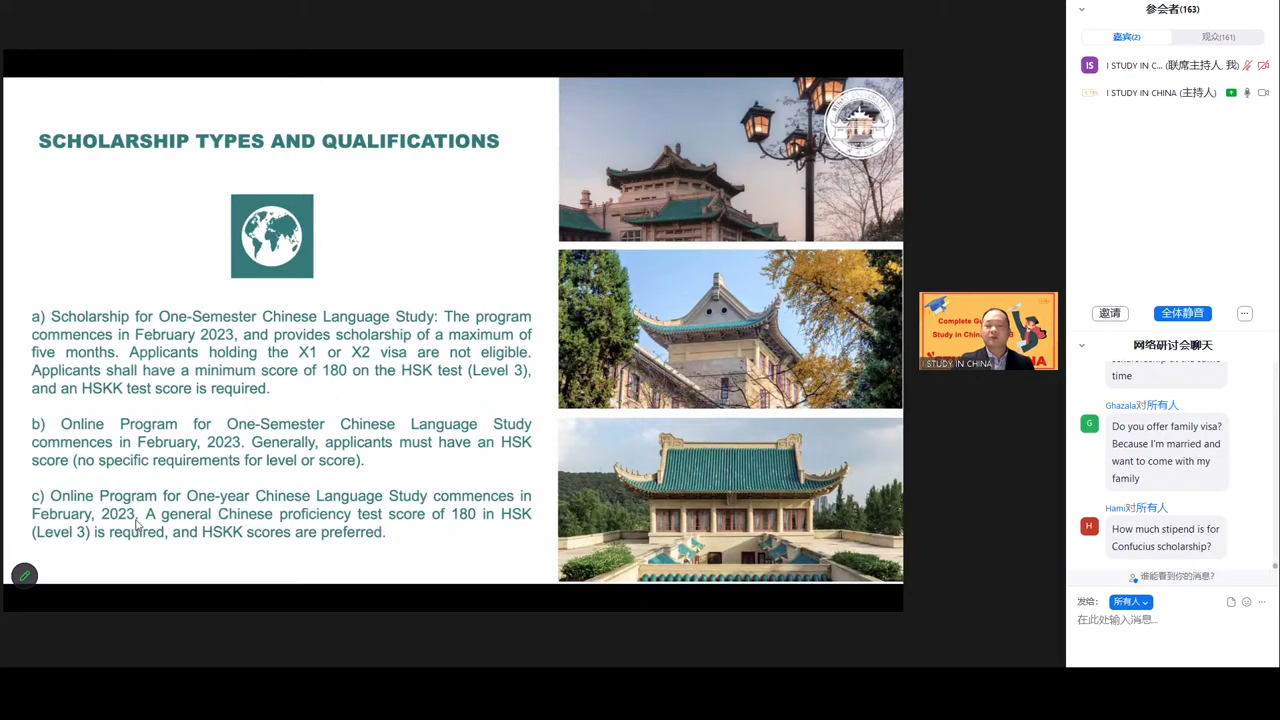 SCHOLARSHIP TYPES AND QUALIFICATIONS
a) Scholarship for One-Semester Chinese Language Study: The program
commences in February 2023, and provide scholarship of a maximum of
five months. Applicants holding the X1 or X2 visa are not eligible.
Applicants shall have a minimum score of 180 on the HSK test (Level 3),
and an HSKK test score is required.
b) Online Program for One-Semester Chinese Language Study
commences in February, 2023. Generally, applicants must have an HSK
score (no specific requirements for level or score).
c) Online Program for One-year Chinese Language Study commences in
February, 2023. A general Chinese proficiency test score of 180 in HSK
(Level 3) is required, and HSKK scores are preferred.
Complete Gu
Study in Chin
I STUDY IN CHINA
参会者(163)
嘉宾(2)
观众(161)
IS
I STUDY IN C... (联席主持人, 我)
I STUDY IN CHINA (主持人)
邀请
全体静音
网络研讨会聊天
time
Ghazala对所有人
G
Do you offer family visa?
Because I'm married and
want to come with my
family
Hami对所有人
H
How much stipend is for
Confucius scholarship?
谁能看到你的消息?
发给:
所有人
在此处输入消息...